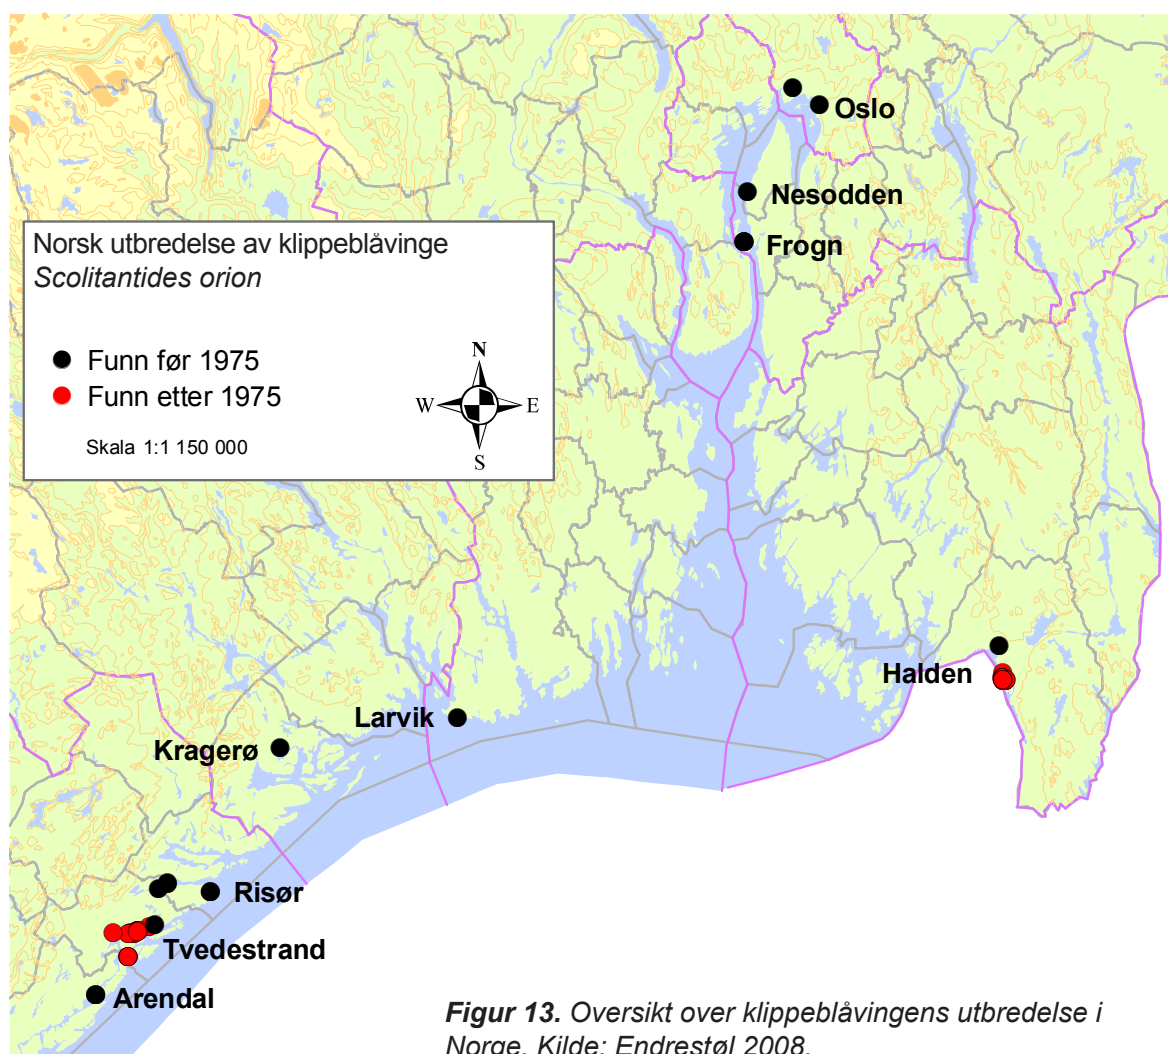 Oslo
Nesodden
Frogn
Norsk utbredelse av klippeblåvinge
Scolitantides orion
Funn før 1975
Funn etter 1975
Skala 1:1 150 000
N
W E
S
Halden
Larvik
Kragerø
Risør
Tvedestrand
Arendal
Figur 13. Oversikt over klippeblåvingens utbredelse i
Norge. Kilde: Endrestøl 2008.